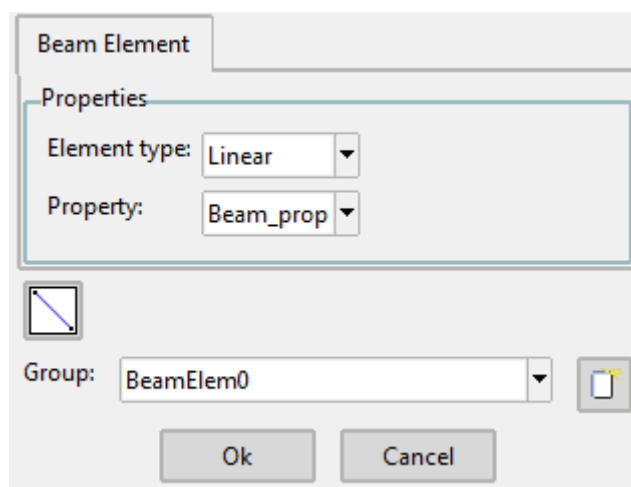 Beam Element
Properties
Element type: Linear
Property: Beam_prop
Group: BeamElem0
Ok Cancel